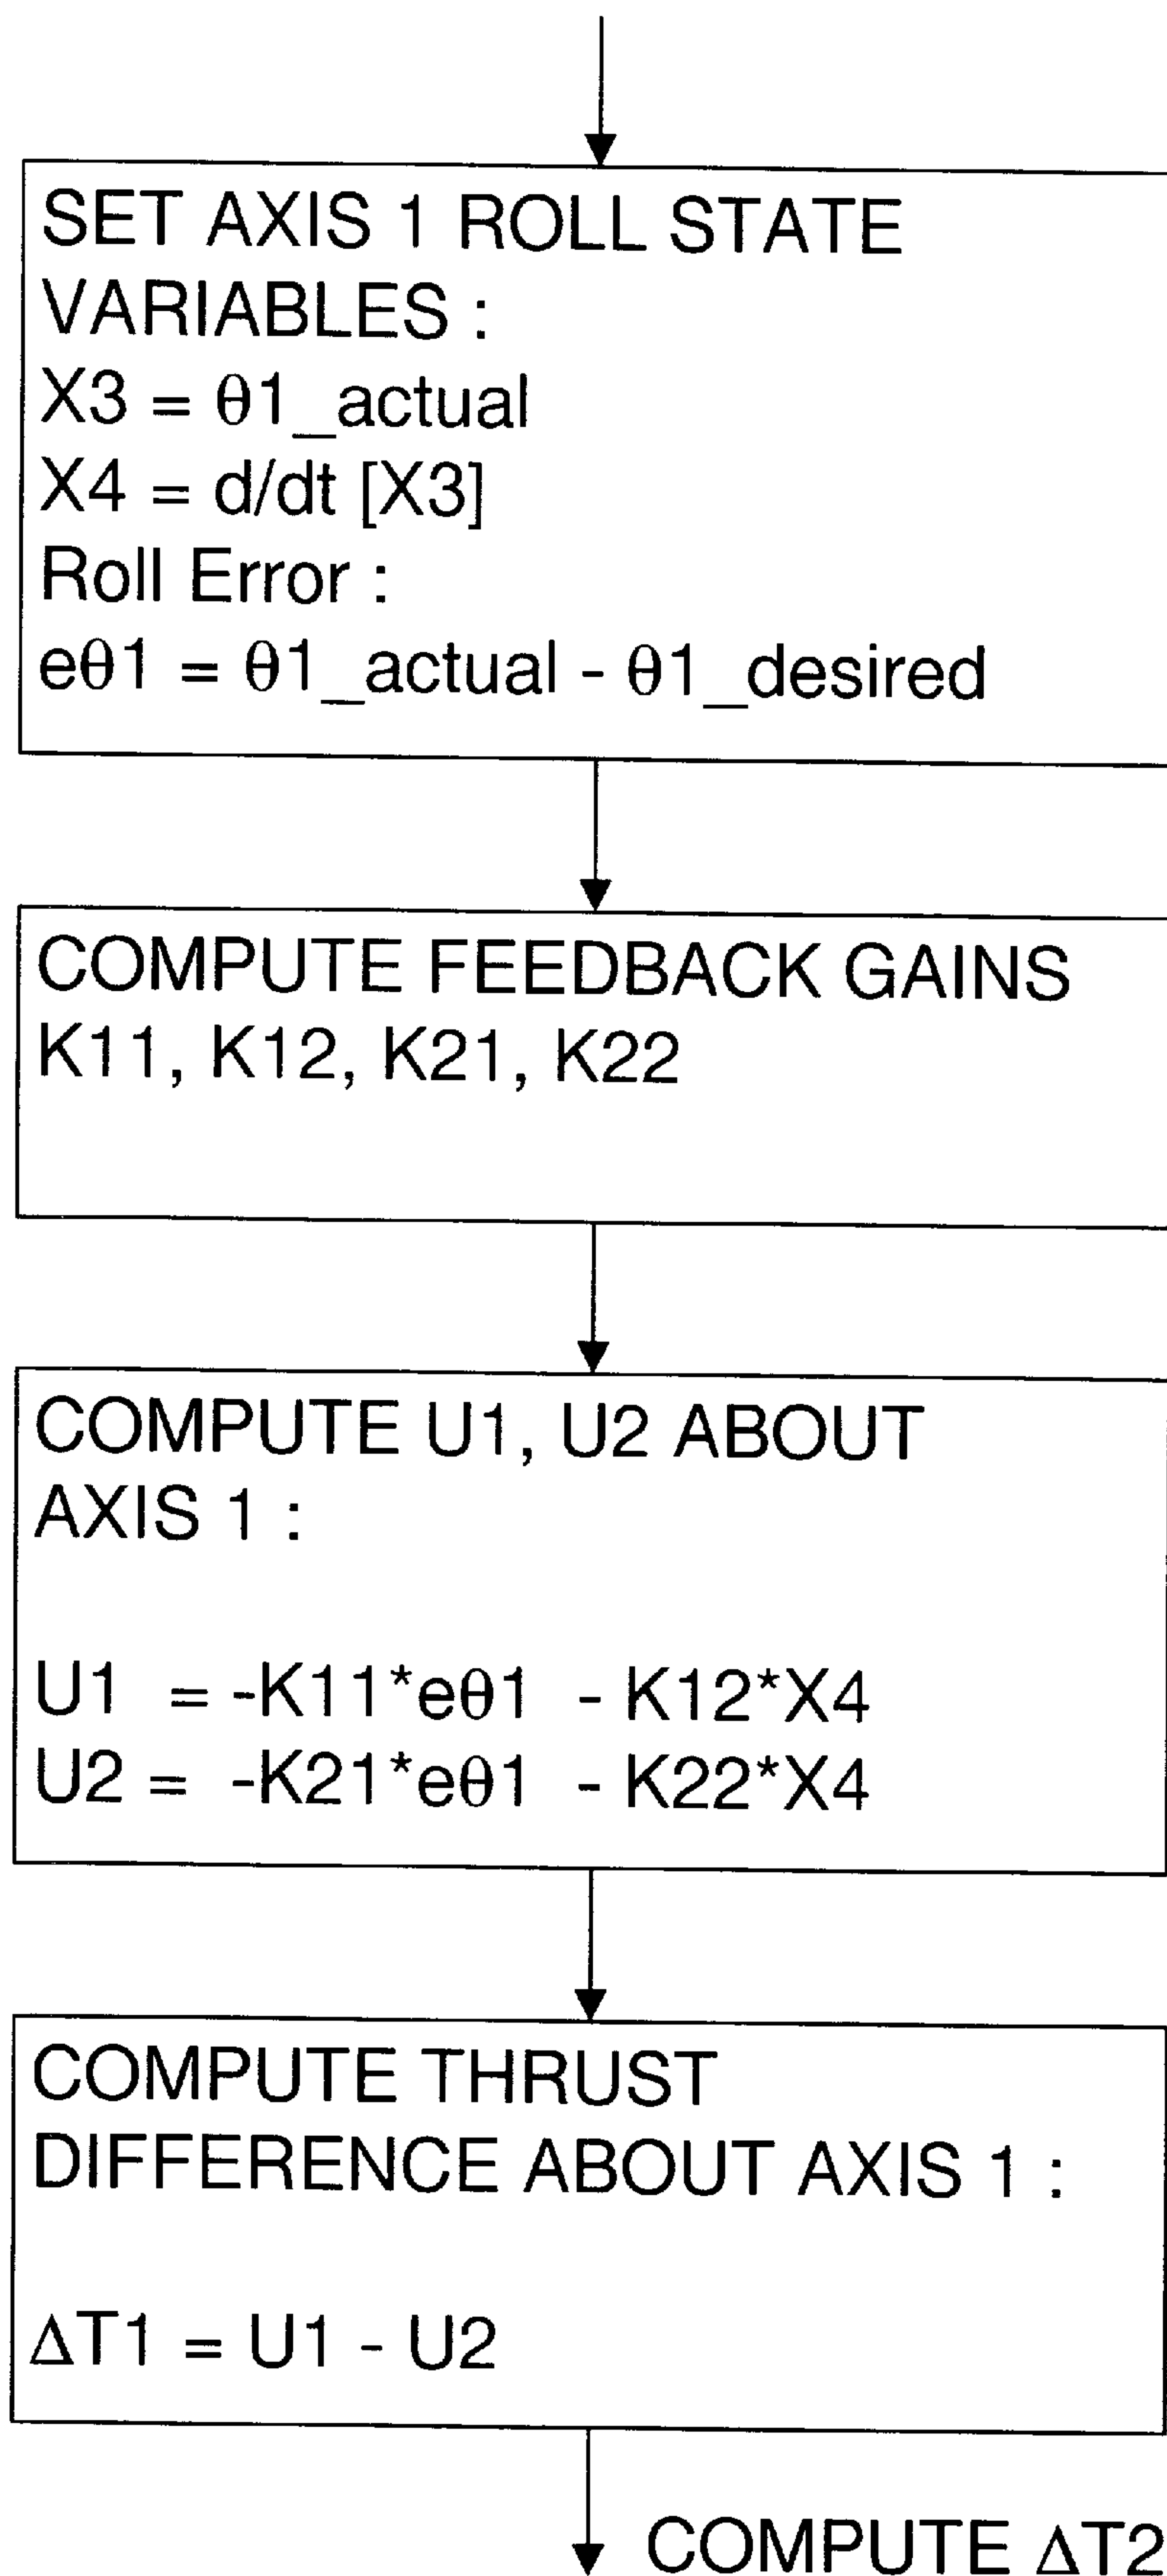 SET AXIS 1 ROLL STATE
VARIABLES :
X3 = θ1_actual
X4 = d/dt [X3]
Roll Error :
eθ1 = θ1_actual - θ1_desired
COMPUTE FEEDBACK GAINS
K11, K12, K21, K22
COMPUTE U1, U2 ABOUT
AXIS 1 :
U1 = -K11*eθ1 - K12*X4
U2 = -K21*eθ1 - K22*X4
COMPUTE THRUST
DIFFERENCE ABOUT AXIS 1 :
ΔT1 = U1 - U2
COMPUTE ΔT2